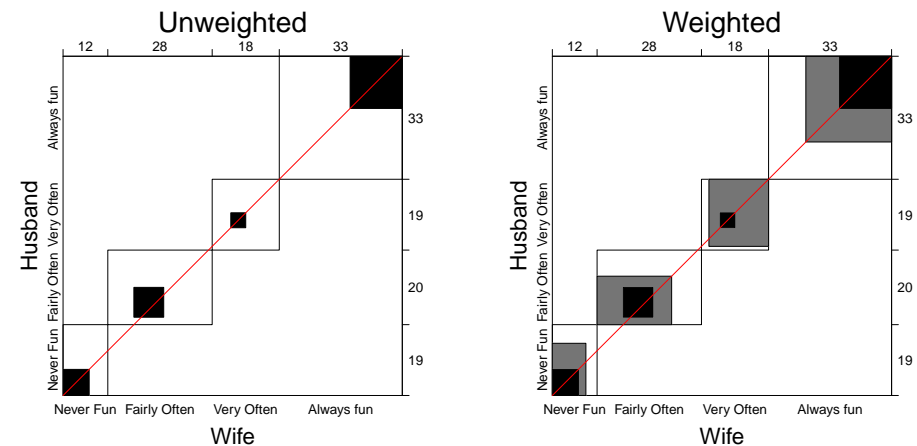 Unweighted
12 28 18 33
Always fun
Very Often
Fairly Often
Never Fun
Husband
33
19
20
19
Never Fun Fairly Often Very Often Always fun
Wife
Weighted
12 28 18 33
Always fun
Very Often
Fairly Often
Never Fun
Husband
33
19
20
19
Never Fun Fairly Often Very Often Always fun
Wife